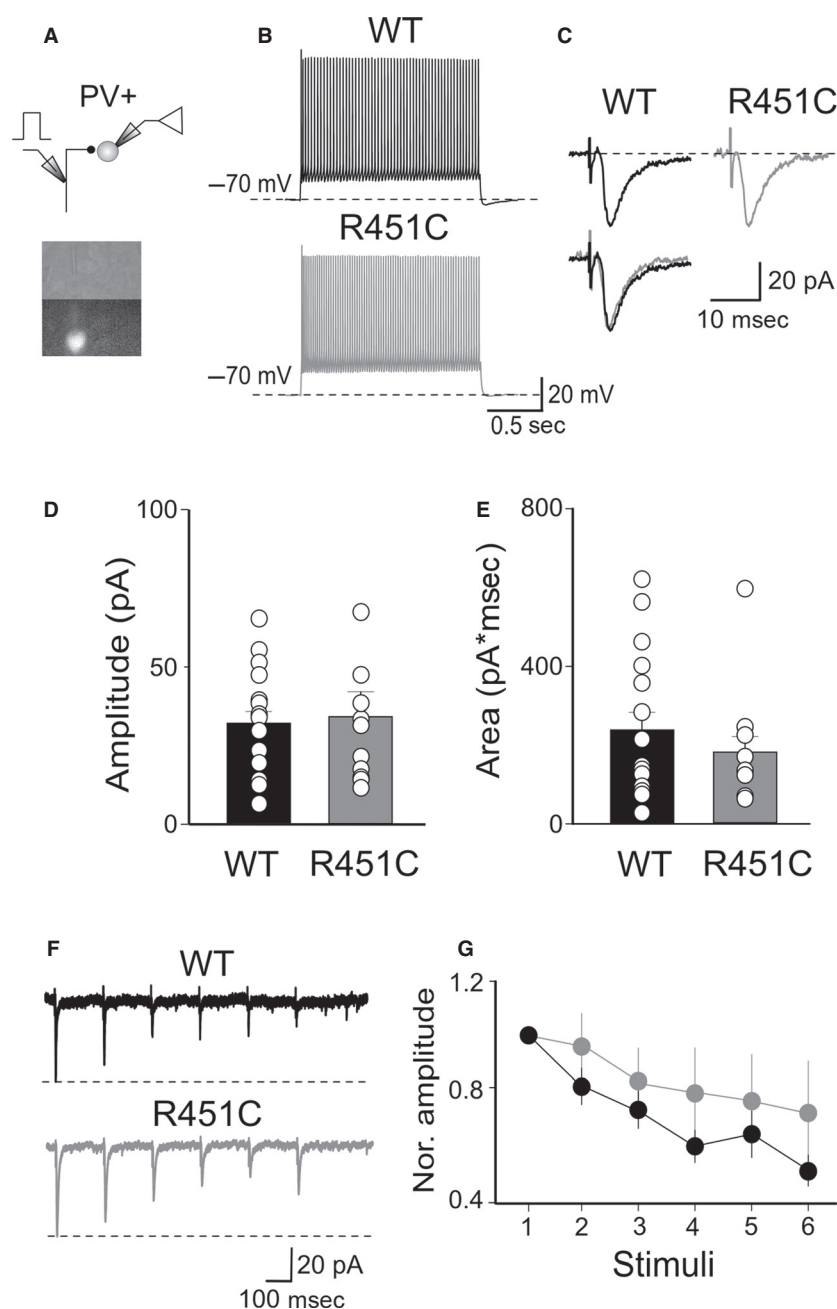 A
PV+
B
WT
–70 mV
R451C
–70 mV
20 mV
0.5 sec
C
WT R451C
20 pA
10 msec
D
100
50
0
Amplitude (pA)
WT R451C
E
800
400
0
Area (pA*msec)
WT R451C
F
WT
R451C
20 pA
100 msec
G
1.2
0.8
0.4
Nor. amplitude
1 2 3 4 5 6
Stimuli